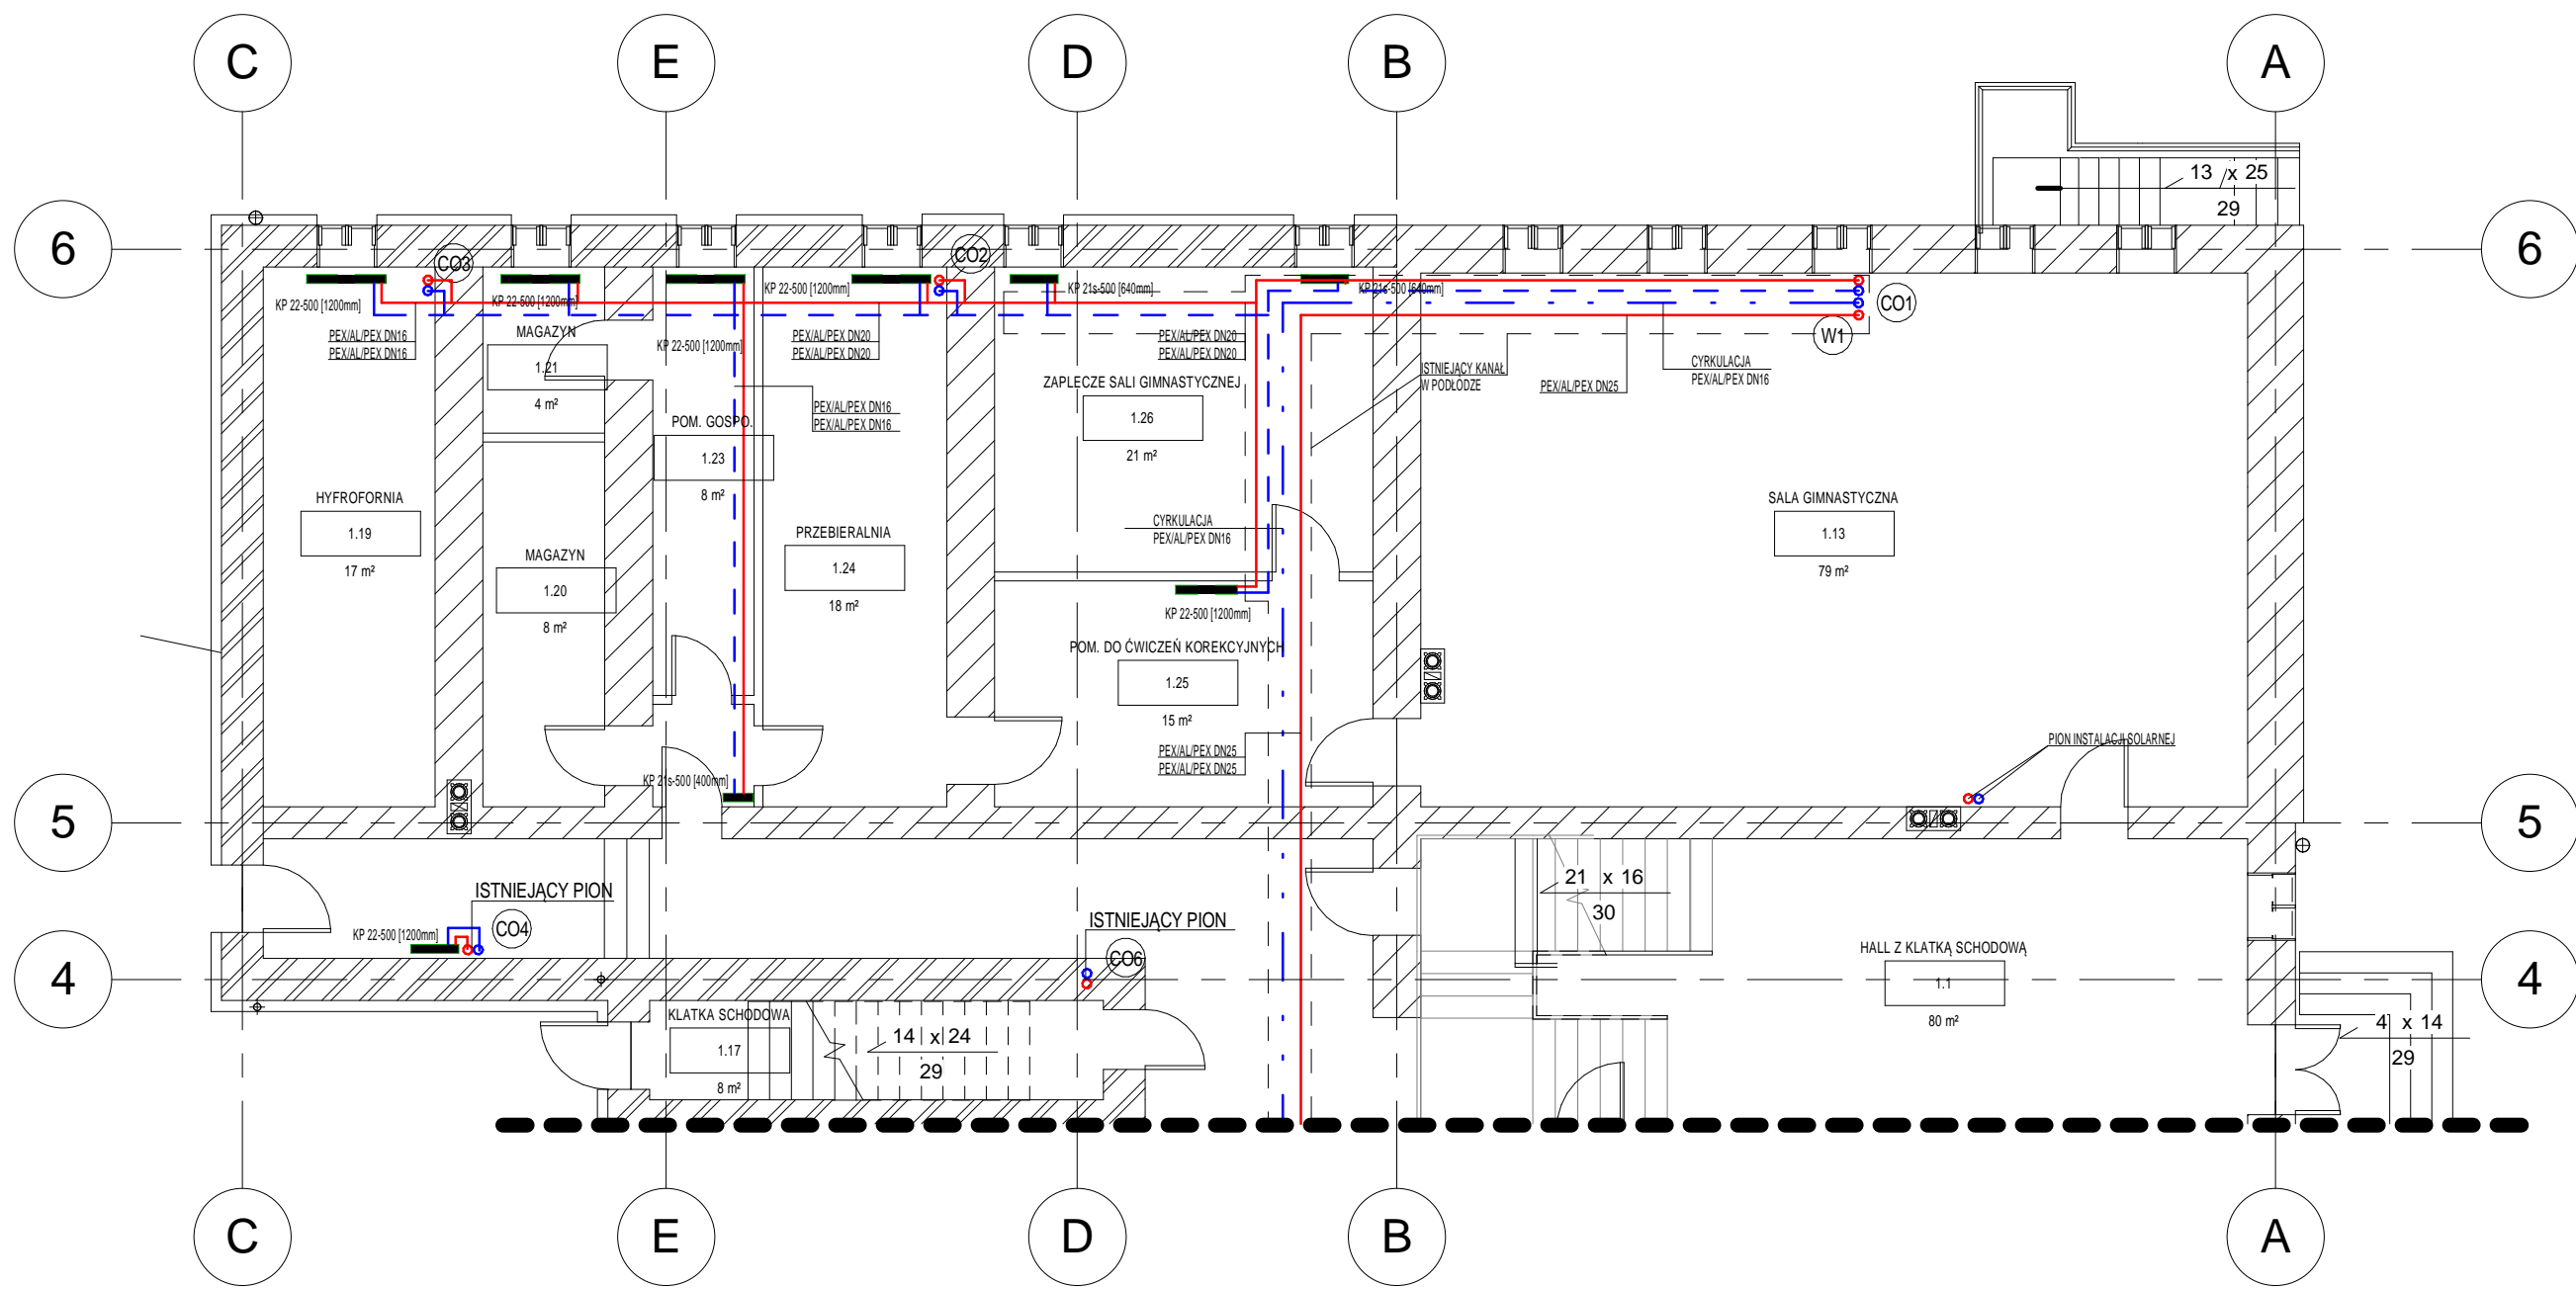 C
E
D
B
A
13 x 25
29
6
6
CO3
CO2
KP 22-500 [1200mm]
KP 22-500 [1200mm]
KP 22-500 [1200mm]
KP 22-500 [1200mm]
KP 21s-500 [640mm]
KP 21s-500 [640mm]
CO1
W1
PEX/AL/PEX DN16
PEX/AL/PEX DN16
PEX/AL/PEX DN20
PEX/AL/PEX DN20
PEX/AL/PEX DN20
PEX/AL/PEX DN20
ISTNIEJĄCY KANAŁ
W PODŁODZE
PEX/AL/PEX DN25
CYRKULACJA
PEX/AL/PEX DN16
MAGAZYN
1.21
4 m²
PEX/AL/PEX DN16
PEX/AL/PEX DN16
POM. GOSPO.
1.23
8 m²
ZAPLECZE SALI GIMNASTYCZNEJ
1.26
21 m²
HYFROFORNIA
1.19
17 m²
MAGAZYN
1.20
8 m²
PRZEBIERALNIA
1.24
18 m²
CYRKULACJA
PEX/AL/PEX DN16
SALA GIMNASTYCZNA
1.13
79 m²
KP 22-500 [1200mm]
POM. DO ĆWICZEŃ KOREKCYJNYCH
1.25
15 m²
PEX/AL/PEX DN25
PEX/AL/PEX DN25
PION INSTALACJI SOLARNEJ
KP 21s-500 [400mm]
5
5
ISTNIEJĄCY PION
CO4
KP 22-500 [1200mm]
ISTNIEJĄCY PION
CO6
21 x 16
30
HALL Z KLATKĄ SCHODOWĄ
1.1
80 m²
4
4
KLATKA SCHODOWA
1.17
8 m²
14 x 24
29
4 x 14
29
C
E
D
B
A